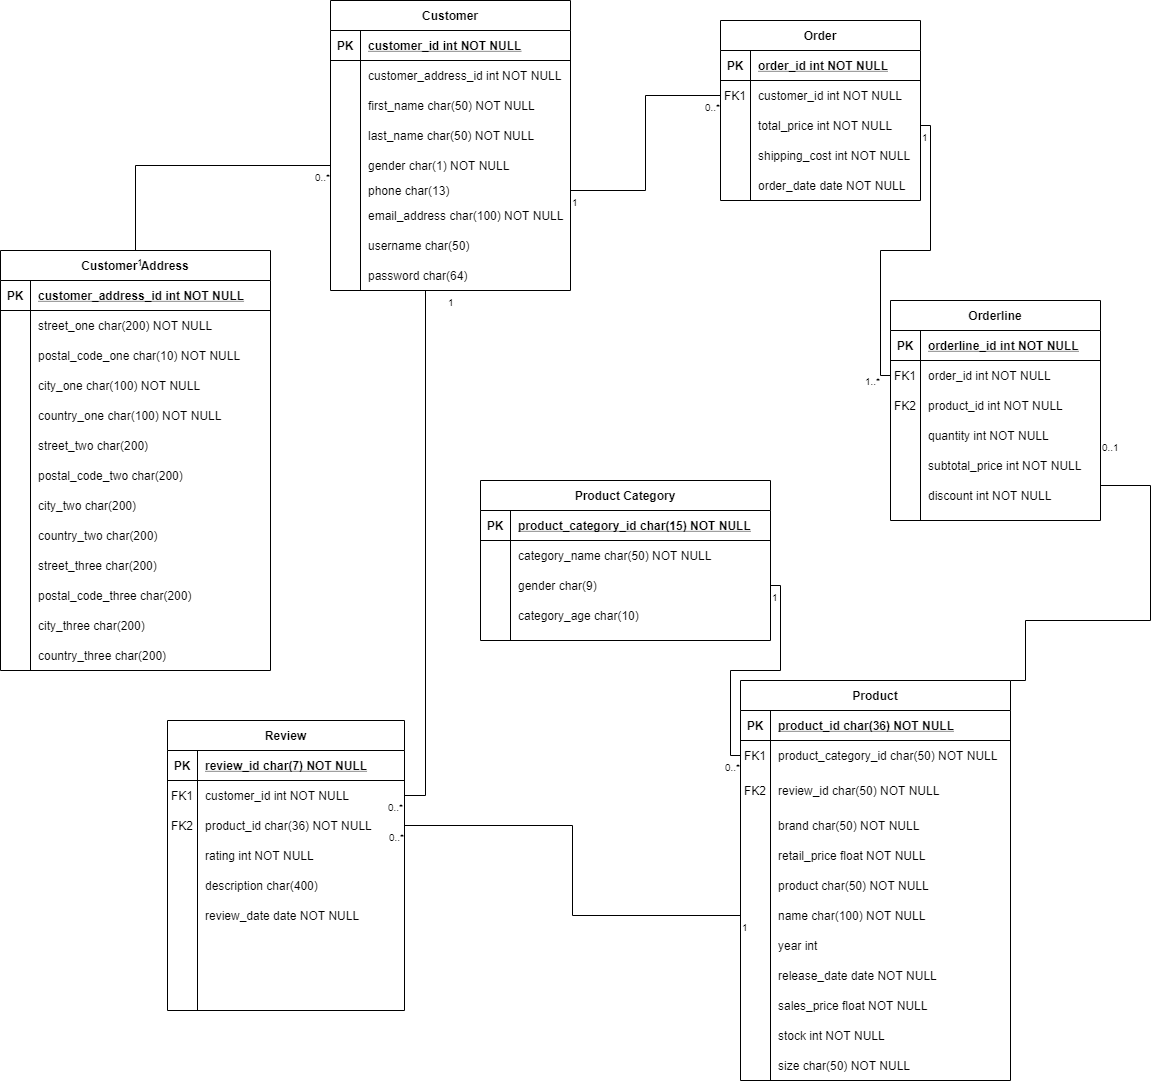 Customer
PK customer_id int NOT NULL
customer_address_id int NOT NULL
first_name char(50) NOT NULL
last_name char(50) NOT NULL
gender char(1) NOT NULL
phone char(13)
email_address char(100) NOT NULL
username char(50)
password char(64)
0..*
1
1
Order
PK order_id int NOT NULL
FK1 customer_id int NOT NULL
total_price int NOT NULL
shipping_cost int NOT NULL
order_date date NOT NULL
0..*
1
Customer Address
1
PK customer_address_id int NOT NULL
street_one char(200) NOT NULL
postal_code_one char(10) NOT NULL
city_one char(100) NOT NULL
country_one char(100) NOT NULL
street_two char(200)
postal_code_two char(200)
city_two char(200)
country_two char(200)
street_three char(200)
postal_code_three char(200)
city_three char(200)
country_three char(200)
Orderline
PK orderline_id int NOT NULL
FK1 order_id int NOT NULL
FK2 product_id int NOT NULL
quantity int NOT NULL
subtotal_price int NOT NULL
discount int NOT NULL
1..*
0..1
Product Category
PK product_category_id char(15) NOT NULL
category_name char(50) NOT NULL
gender char(9)
category_age char(10)
1
Review
PK review_id char(7) NOT NULL
FK1 customer_id int NOT NULL
FK2 product_id char(36) NOT NULL
rating int NOT NULL
description char(400)
review_date date NOT NULL
0..*
0..*
Product
PK product_id char(36) NOT NULL
FK1 product_category_id char(50) NOT NULL
FK2 review_id char(50) NOT NULL
brand char(50) NOT NULL
retail_price float NOT NULL
product char(50) NOT NULL
name char(100) NOT NULL
year int
release_date date NOT NULL
sales_price float NOT NULL
stock int NOT NULL
size char(50) NOT NULL
0..*
1